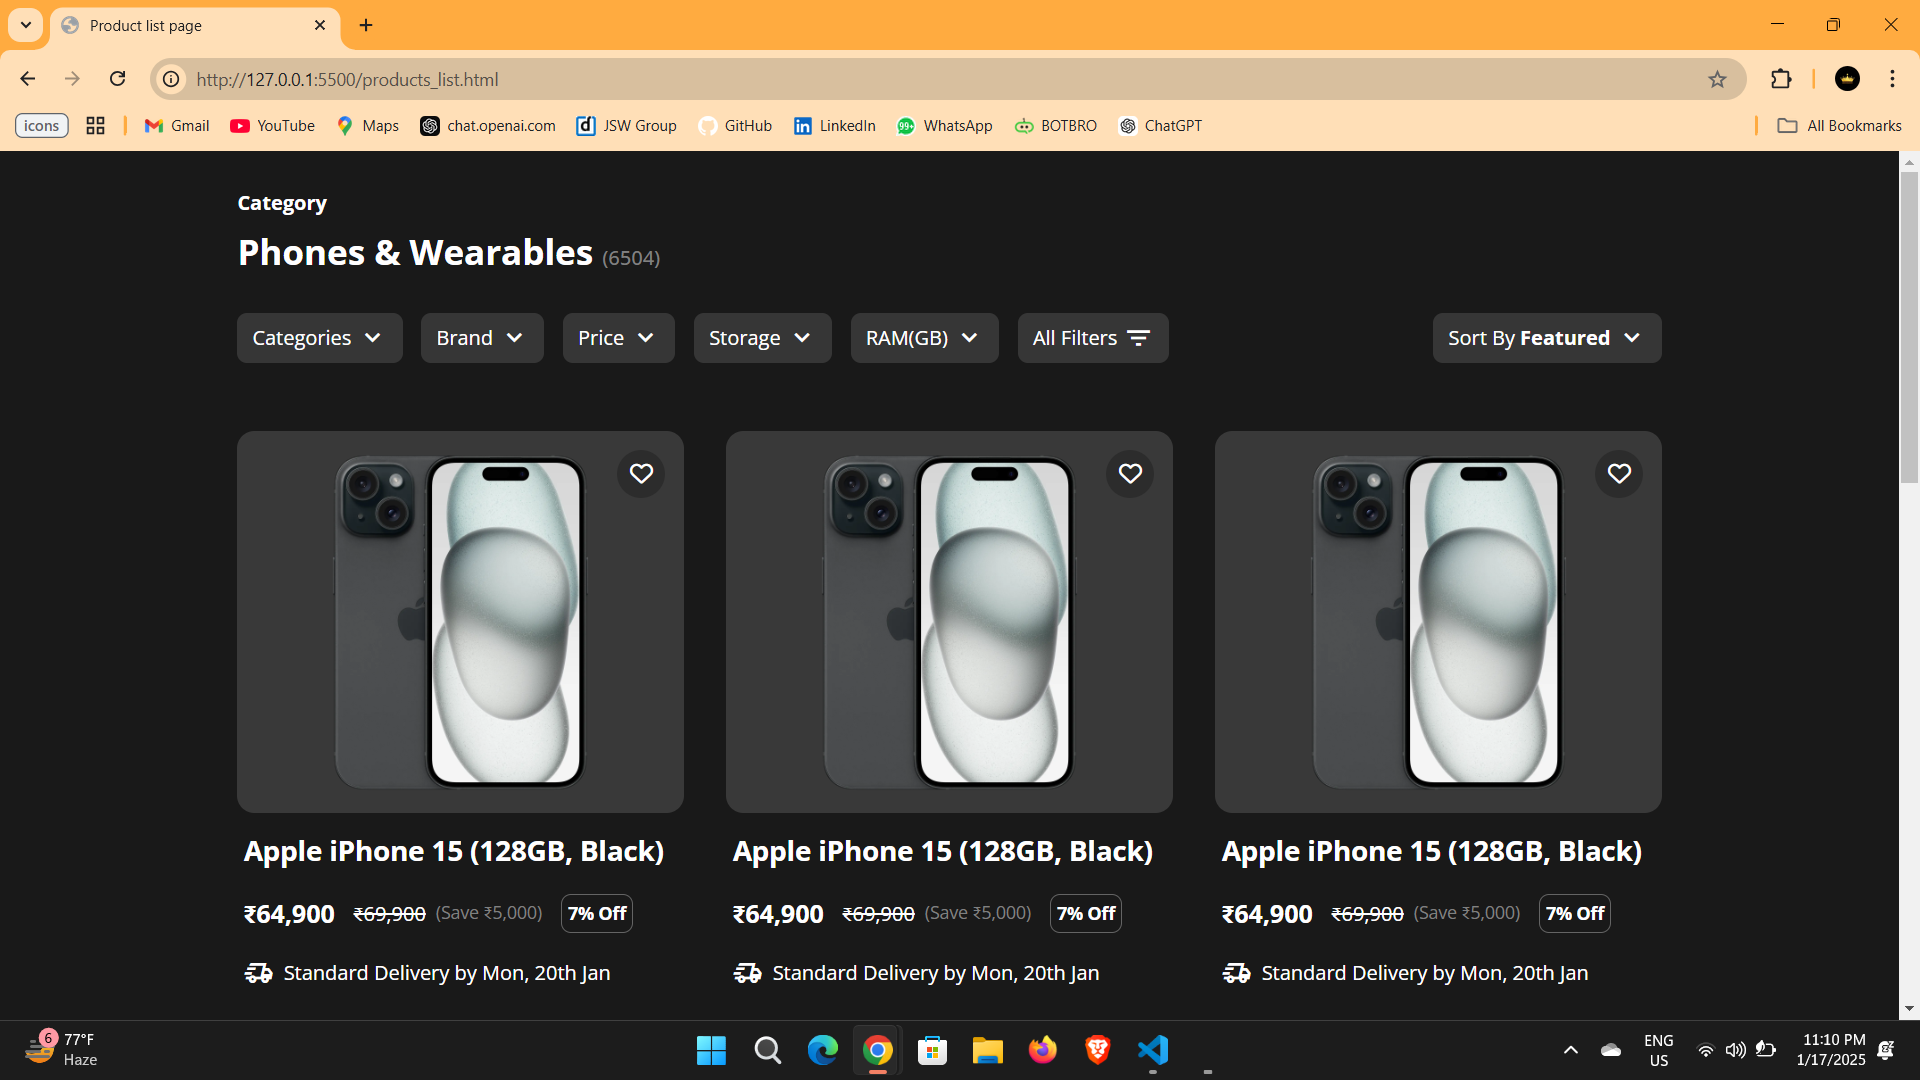 Product list page
http://127.0.0.1:5500/products_list.html
icons
Gmail
YouTube
Maps
chat.openai.com
JSW Group
GitHub
LinkedIn
99+
WhatsApp
BOTBRO
ChatGPT
All Bookmarks
Category
Phones & Wearables (6504)
Categories
Brand
Price
Storage
RAM(GB)
All Filters
Sort By Featured
Apple iPhone 15 (128GB, Black)
Apple iPhone 15 (128GB, Black)
Apple iPhone 15 (128GB, Black)
₹64,900 ₹69,900 (Save ₹5,000) 7% Off
₹64,900 ₹69,900 (Save ₹5,000) 7% Off
₹64,900 ₹69,900 (Save ₹5,000) 7% Off
Standard Delivery by Mon, 20th Jan
Standard Delivery by Mon, 20th Jan
Standard Delivery by Mon, 20th Jan
6
77°F
Haze
ENG
US
11:10 PM
1/17/2025